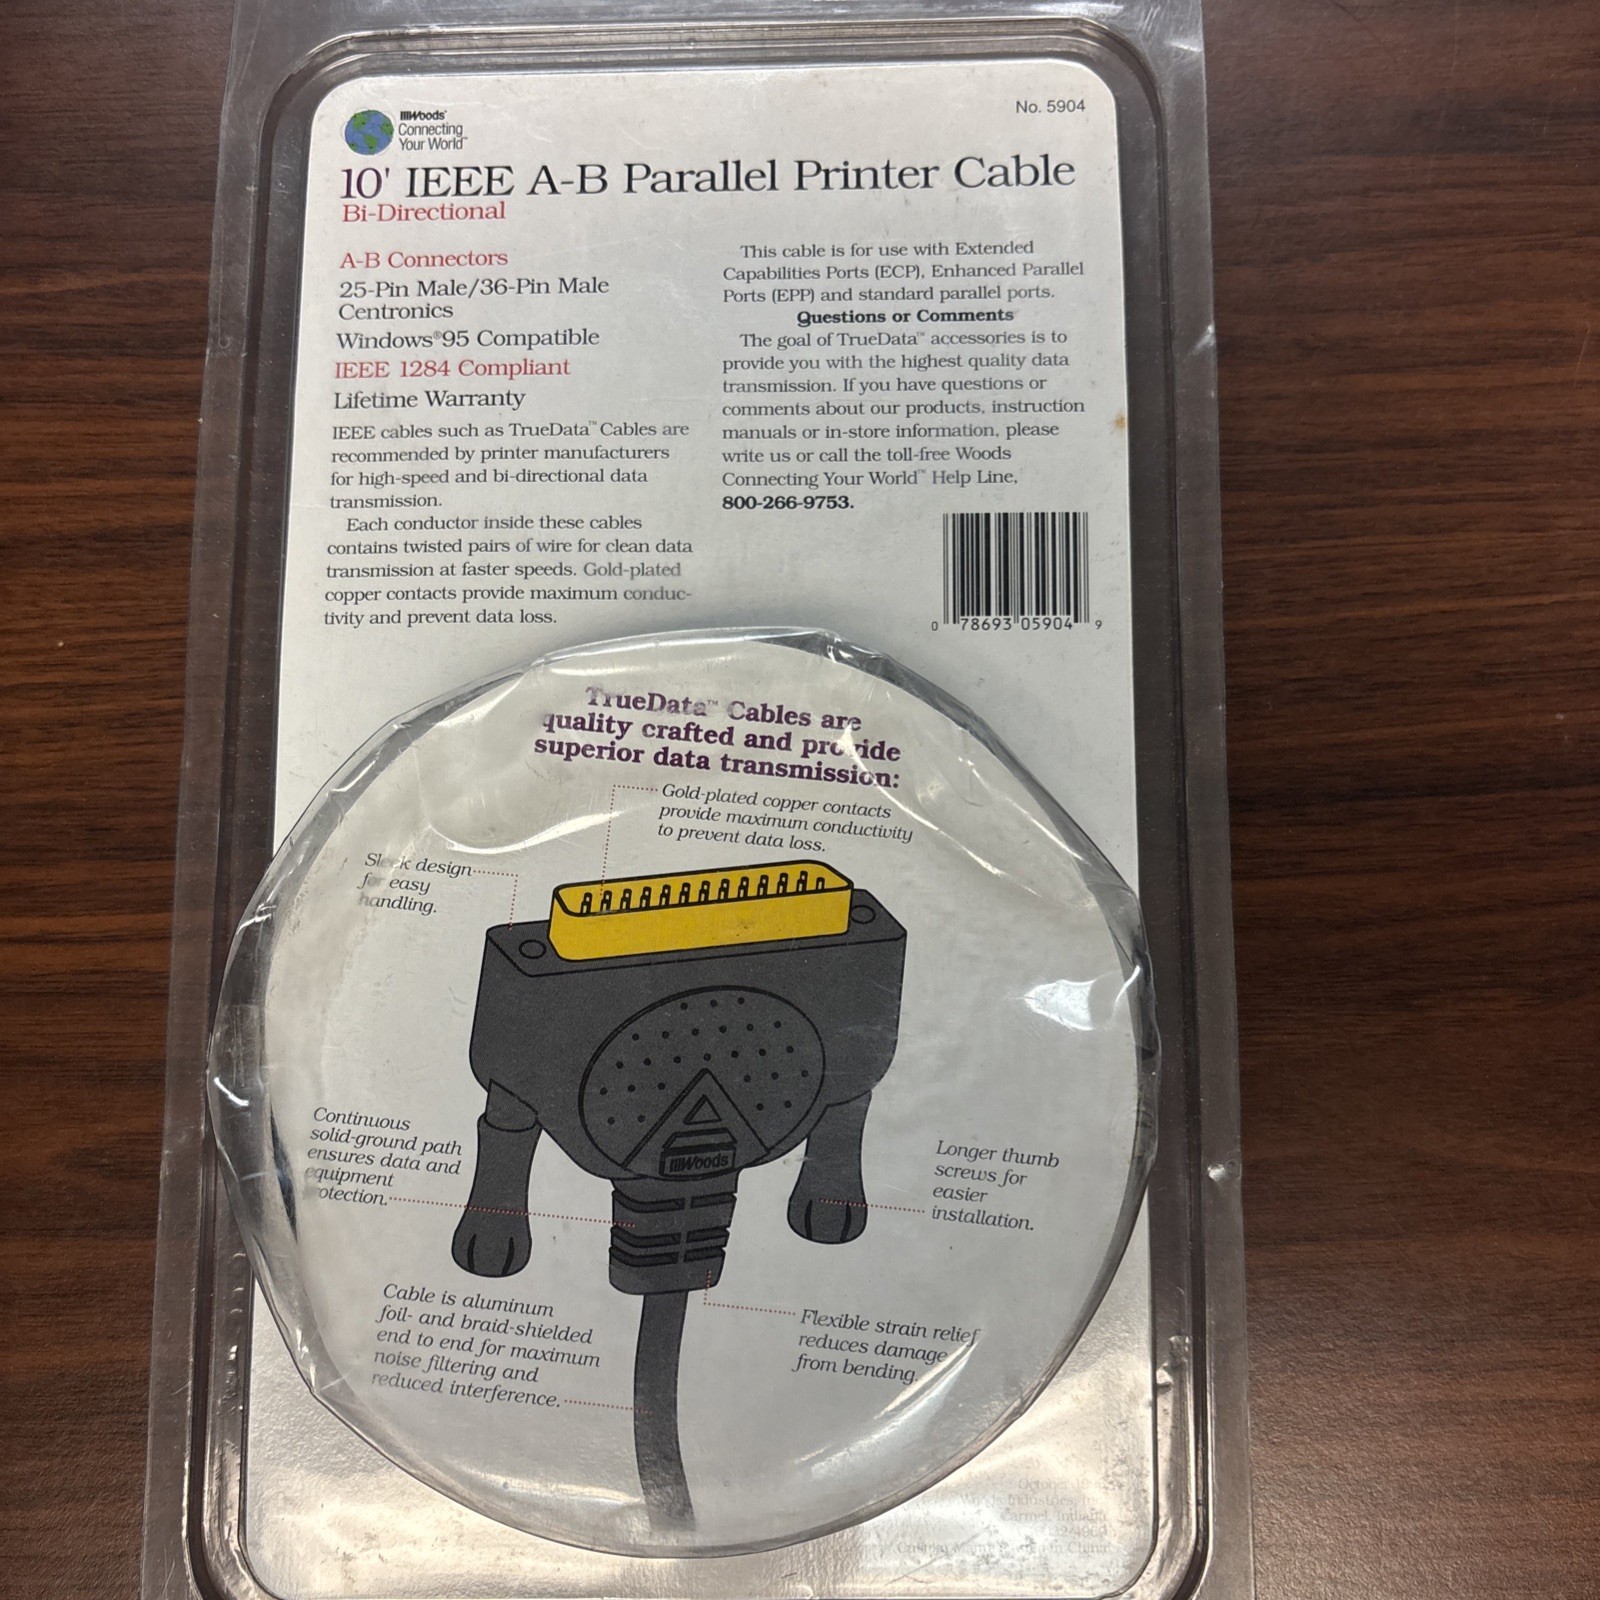 Woods®
Connecting
Your World™
No. 5904
10' IEEE A-B Parallel Printer Cable
Bi-Directional
A-B Connectors
25-Pin Male/36-Pin Male
Centronics
Windows®95 Compatible
IEEE 1284 Compliant
Lifetime Warranty
IEEE cables such as TrueData™ Cables are
recommended by printer manufacturers
for high-speed and bi-directional data
transmission.
Each conductor inside these cables
contains twisted pairs of wire for clean data
transmission at faster speeds. Gold-plated
copper contacts provide maximum conduc-
tivity and prevent data loss.
This cable is for use with Extended
Capabilities Ports (ECP), Enhanced Parallel
Ports (EPP) and standard parallel ports.
Questions or Comments
The goal of TrueData™ accessories is to
provide you with the highest quality data
transmission. If you have questions or
comments about our products, instruction
manuals or in-store information, please
write us or call the toll-free Woods
Connecting Your World™ Help Line,
800-266-9753.
0 78693 05904 9
TrueData™ Cables are
quality crafted and provide
superior data transmission:
Gold-plated copper contacts
provide maximum conductivity
to prevent data loss.
Sleek design
for easy
handling.
Continuous
solid-ground path
ensures data and
equipment
protection.
Longer thumb
screws for
easier
installation.
Woods
Cable is aluminum
foil- and braid-shielded
end to end for maximum
noise filtering and
reduced interference.
Flexible strain relief
reduces damage
from bending.
October
Woods Industries,
Carmel, Indiana
in China